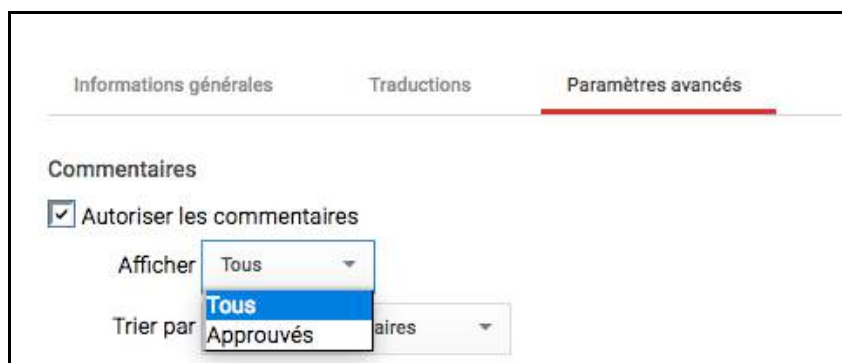 Informations générales Traductions Paramètres avancés
Commentaires
Autoriser les commentaires
Afficher Tous
Tous
Trier par Approuvés aires